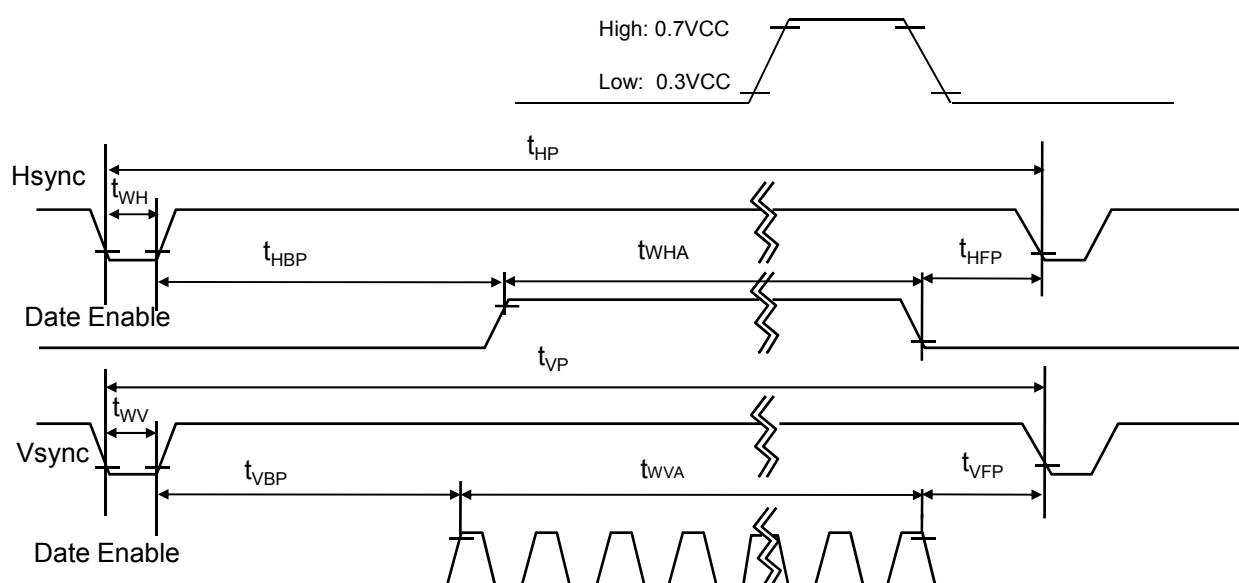 High: 0.7VCC
Low: 0.3VCC
tHP
Hsync
tWH
tHBP
tWHA
tHFP
Date Enable
tVP
tWV
Vsync
tVBP
tWVA
tVFP
Date Enable